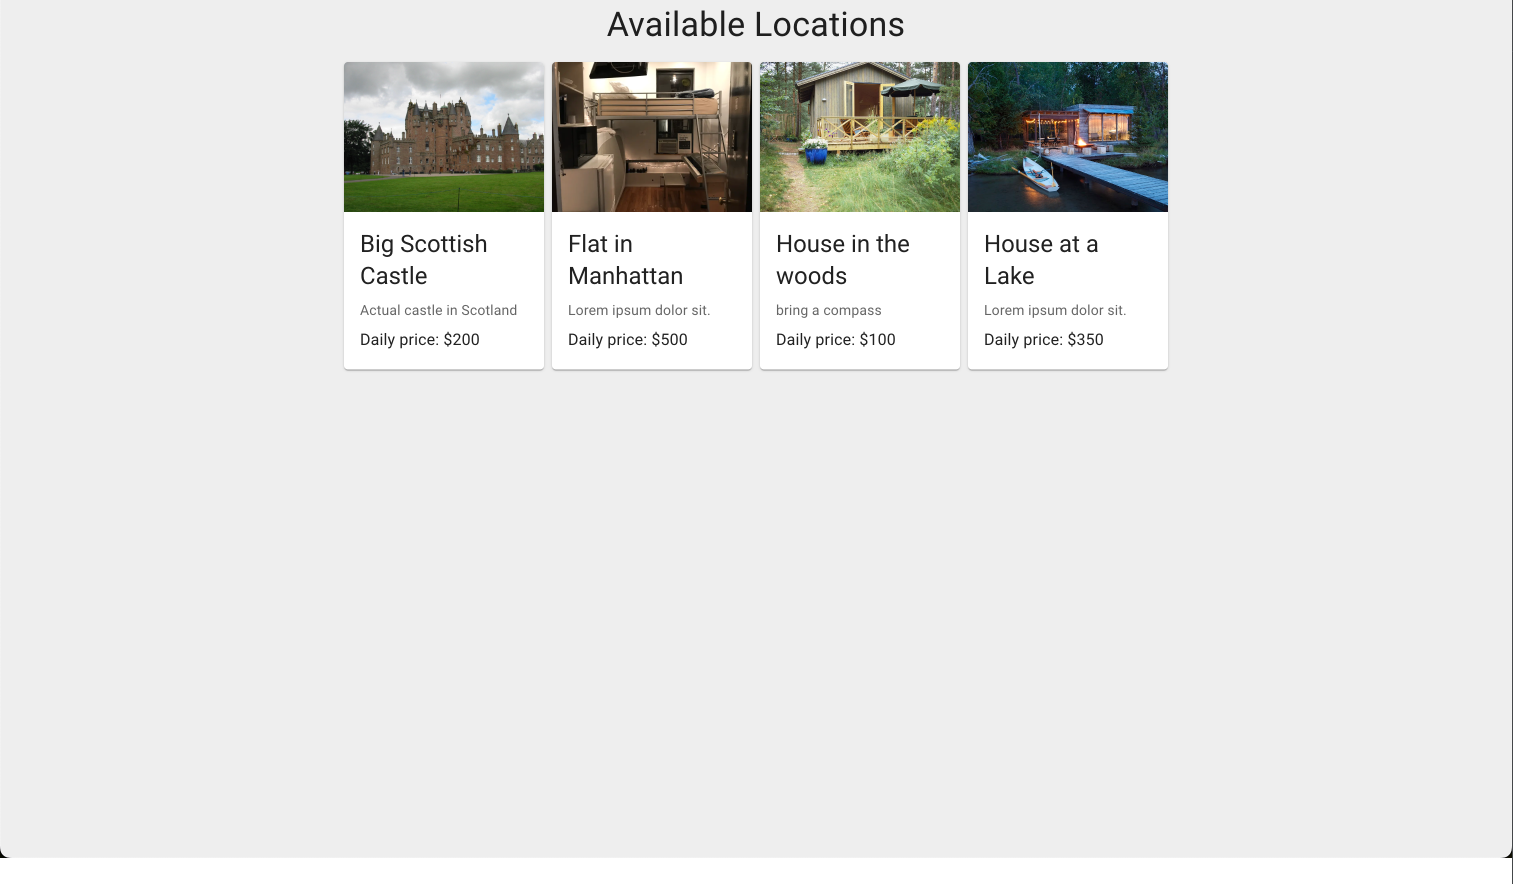 Available Locations
Big Scottish
Castle
Actual castle in Scotland
Daily price: $200
Flat in
Manhattan
Lorem ipsum dolor sit.
Daily price: $500
House in the
woods
bring a compass
Daily price: $100
House at a
Lake
Lorem ipsum dolor sit.
Daily price: $350